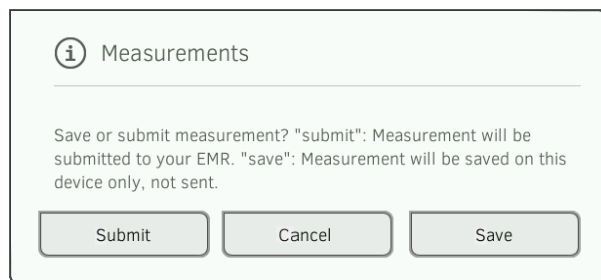 Measurements
Save or submit measurement? "submit": Measurement will be
submitted to your EMR. "save": Measurement will be saved on this
device only, not sent.
Submit Cancel Save